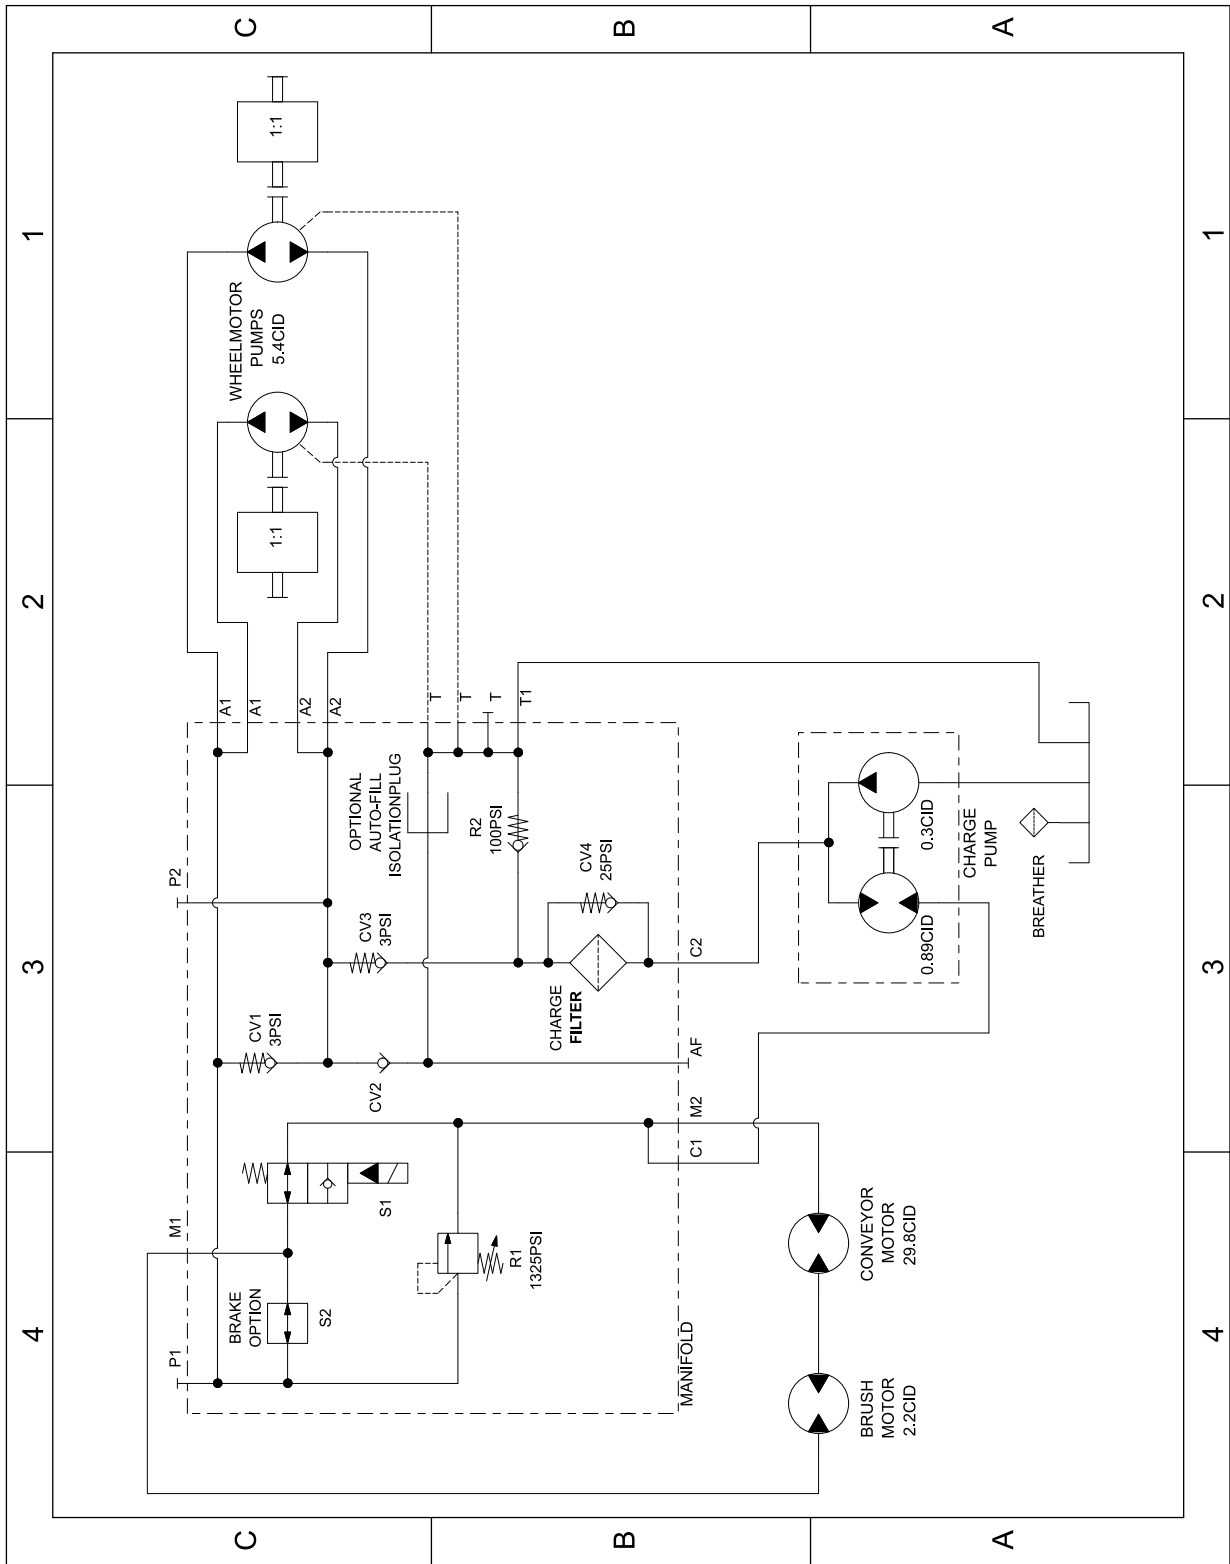 C
B
A
1
1
2
2
3
3
4
4
C
B
A
1:1
WHEELMOTOR
PUMPS
5.4CID
1:1
A1
A1
A2
A2
T
T
T
T1
OPTIONAL
AUTO-FILL
ISOLATIONPLUG
R2
100PSI
CV4
25PSI
P2
CV3
3PSI
CV1
3PSI
CV2
CHARGE
FILTER
C2
AF
M2
C1
M1
S1
R1
1325PSI
BRAKE
OPTION
S2
P1
MANIFOLD
0.3CID
0.89CID
CHARGE
PUMP
BREATHER
CONVEYOR
MOTOR
29.8CID
BRUSH
MOTOR
2.2CID